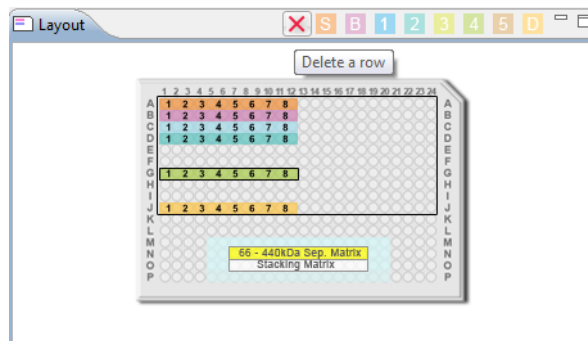 Layout S B 1 2 3 4 5 D
Delete a row
1 2 3 4 5 6 7 8 9 10 11 12 13 14 15 16 17 18 19 20 21 22 23 24
A 1 2 3 4 5 6 7 8 A
B 1 2 3 4 5 6 7 8 B
C 1 2 3 4 5 6 7 8 C
D 1 2 3 4 5 6 7 8 D
E E
F F
G 1 2 3 4 5 6 7 8 G
H H
I I
J 1 2 3 4 5 6 7 8 J
K K
L L
M M
N 66 - 440kDa Sep. Matrix N
O Stacking Matrix O
P P